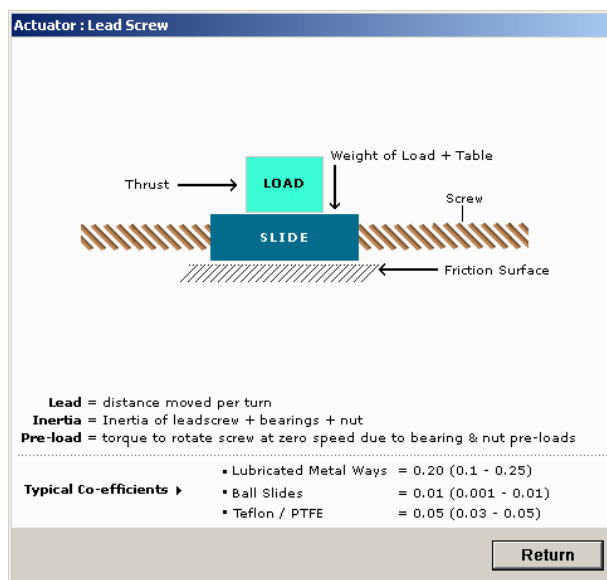 Actuator : Lead Screw
Weight of Load + Table
Thrust
LOAD
Screw
SLIDE
Friction Surface
Lead = distance moved per turn
Inertia = Inertia of leadscrew + bearings + nut
Pre-load = torque to rotate screw at zero speed due to bearing & nut pre-loads
Typical Co-efficients
▪ Lubricated Metal Ways = 0.20 (0.1 - 0.25)
▪ Ball Slides = 0.01 (0.001 - 0.01)
▪ Teflon / PTFE = 0.05 (0.03 - 0.05)
Return